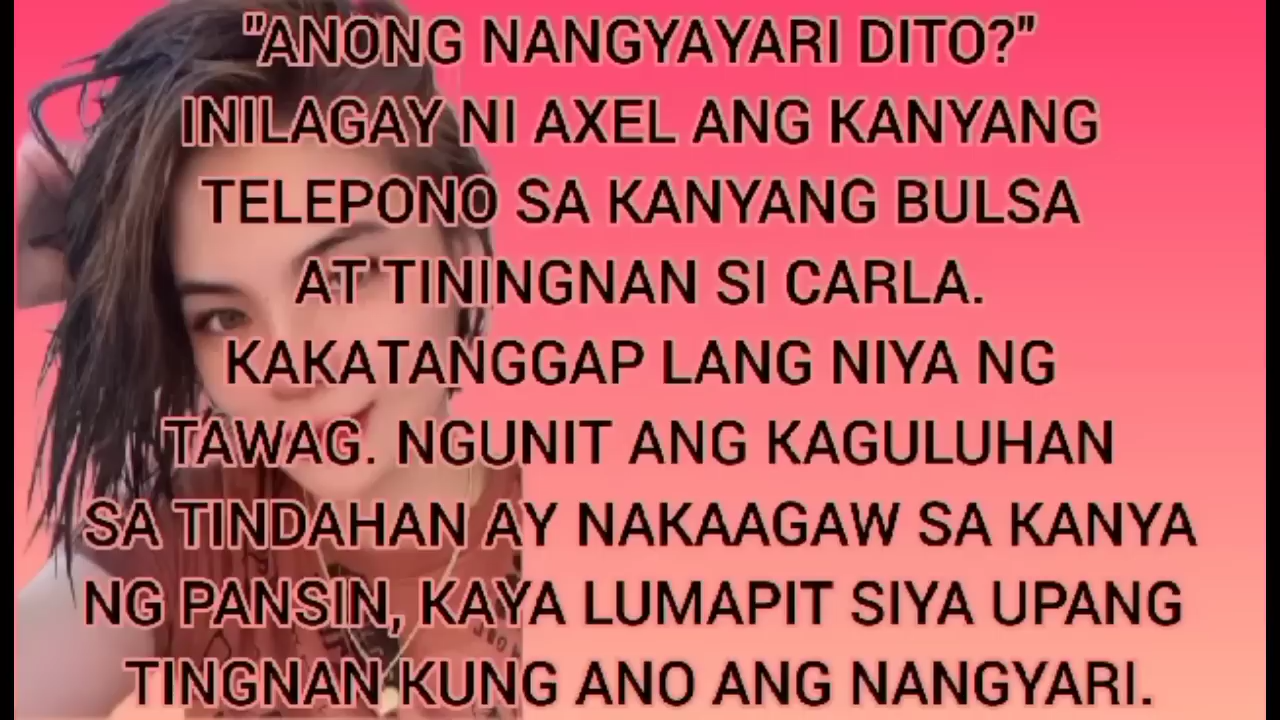 "ANONG NANGYAYARI DITO?"
INILAGAY NI AXEL ANG KANYANG
TELEPONO SA KANYANG BULSA
AT TININGNAN SI CARLA.
KAKATANGGAP LANG NIYA NG
TAWAG. NGUNIT ANG KAGULUHAN
SA TINDAHAN AY NAKAAGAW SA KANYA
NG PANSIN, KAYA LUMAPIT SIYA UPANG
TINGNAN KUNG ANO ANG NANGYARI.